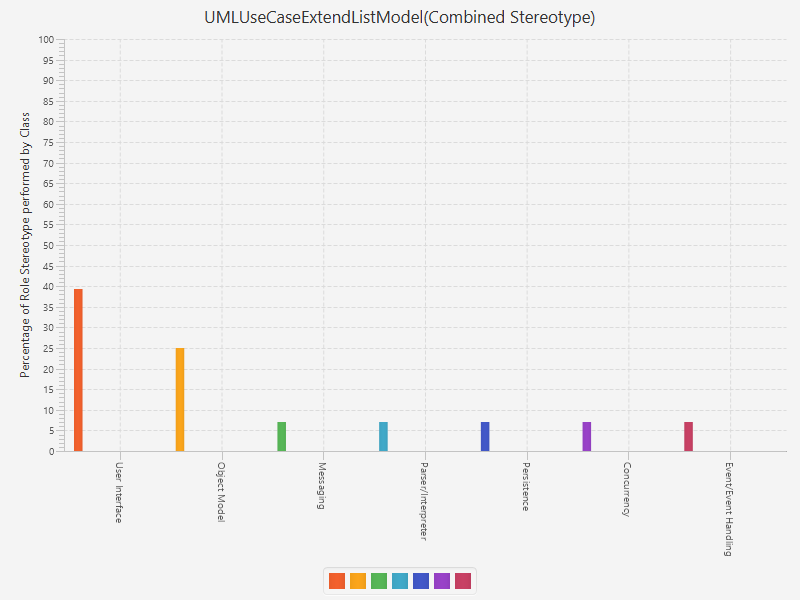 UMLUseCaseExtendListModel(Combined Stereotype)
Percentage of Role Stereotype performed by Class
100
95
90
85
80
75
70
65
60
55
50
45
40
35
30
25
20
15
10
5
0
User Interface
Object Model
Messaging
Parser/Interpreter
Persistence
Concurrency
Event/Event Handling